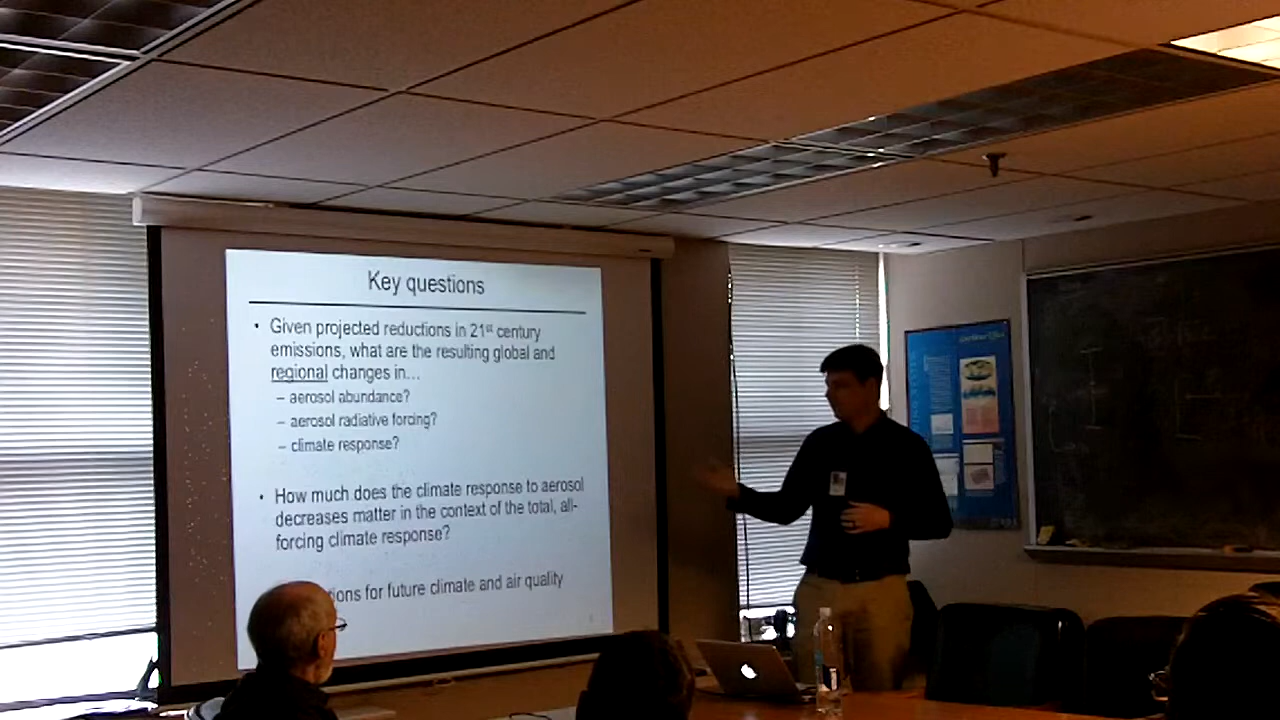 Key questions
• Given projected reductions in 21st century
emissions, what are the resulting global and
regional changes in…
– aerosol abundance?
– aerosol radiative forcing?
– climate response?
• How much does the climate response to aerosol
decreases matter in the context of the total, all-
forcing climate response?
for future climate and air quality